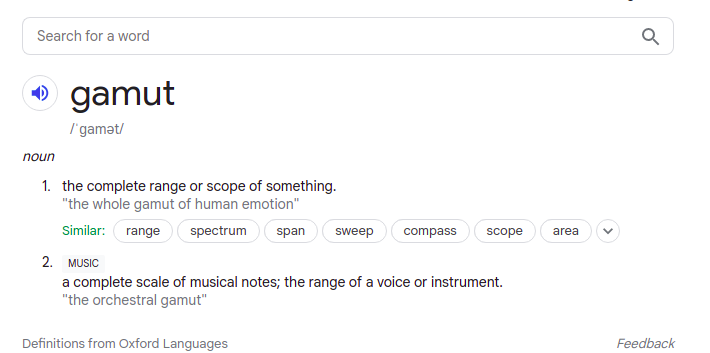 Search for a word
gamut
/ˈɡamət/
noun
1. the complete range or scope of something.
"the whole gamut of human emotion"
Similar: range spectrum span sweep compass scope area
2. MUSIC
a complete scale of musical notes; the range of a voice or instrument.
"the orchestral gamut"
Definitions from Oxford Languages Feedback